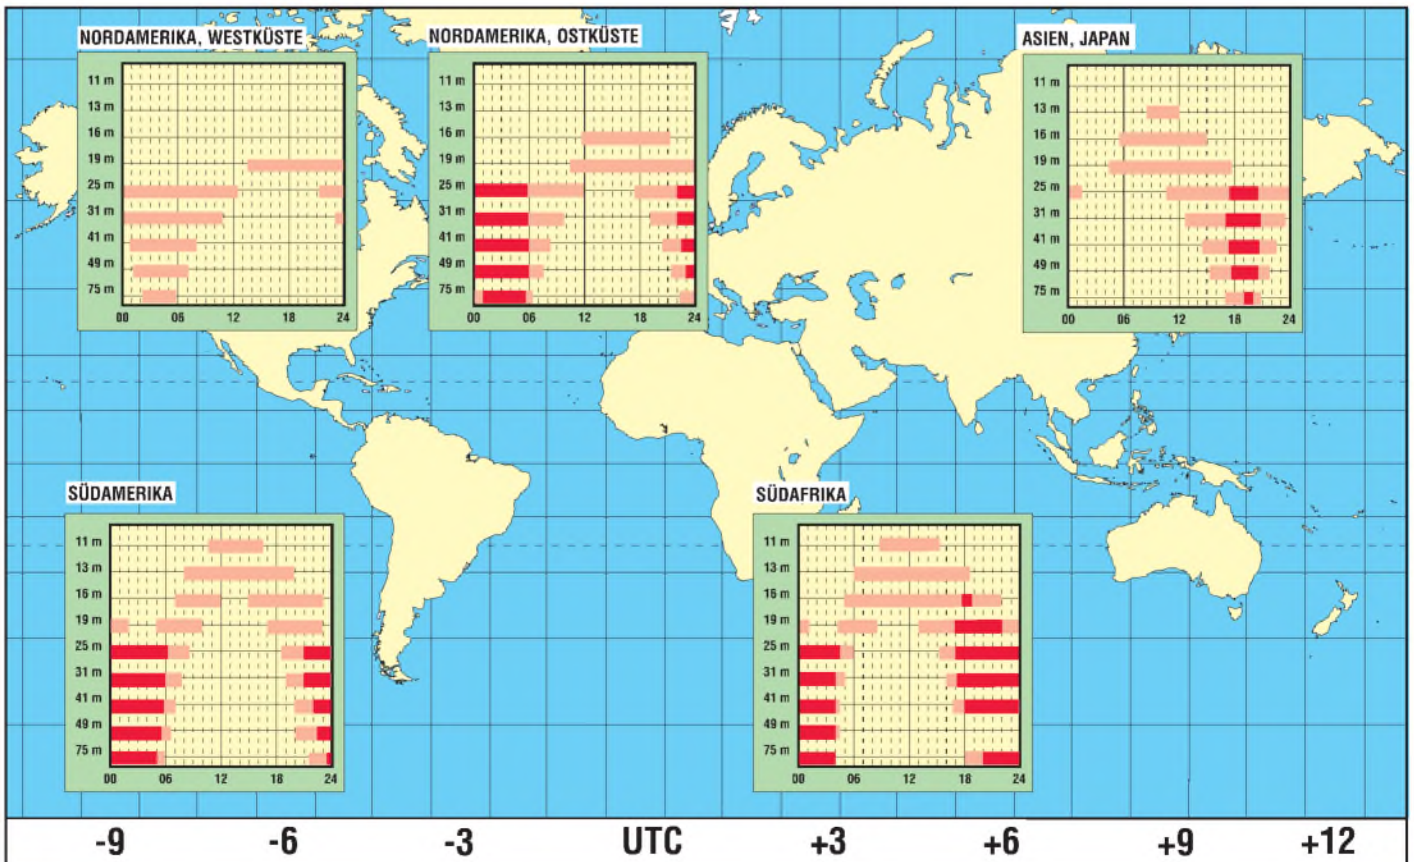 NORDAMERIKA, WESTKÜSTE
11 m
13 m
16 m
19 m
25 m
31 m
41 m
49 m
75 m
00 06 12 18 24
NORDAMERIKA, OSTKÜSTE
11 m
13 m
16 m
19 m
25 m
31 m
41 m
49 m
75 m
00 06 12 18 24
ASIEN, JAPAN
11 m
13 m
16 m
19 m
25 m
31 m
41 m
49 m
75 m
00 06 12 18 24
SÜDAMERIKA
11 m
13 m
16 m
19 m
25 m
31 m
41 m
49 m
75 m
00 06 12 18 24
SÜDAFRIKA
11 m
13 m
16 m
19 m
25 m
31 m
41 m
49 m
75 m
00 06 12 18 24
-9 -6 -3 UTC +3 +6 +9 +12